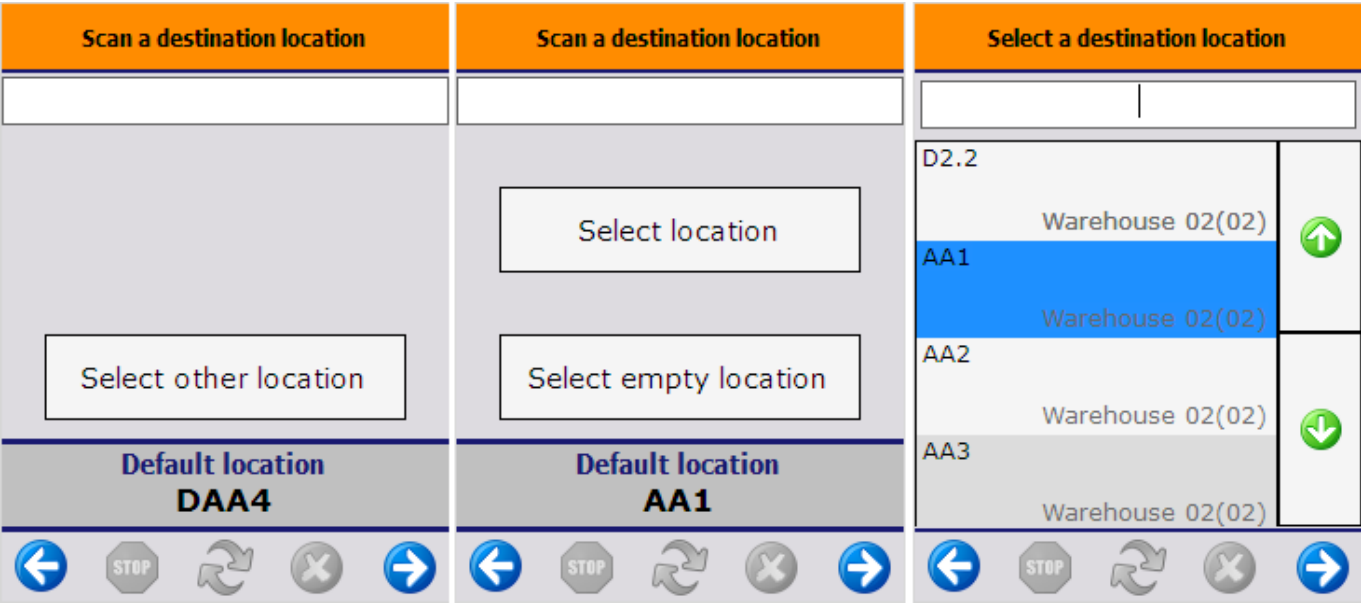 Scan a destination location
Select other location
Default location
DAA4
STOP
Scan a destination location
Select location
Select empty location
Default location
AA1
STOP
Select a destination location
D2.2
Warehouse 02(02)
AA1
Warehouse 02(02)
AA2
Warehouse 02(02)
AA3
Warehouse 02(02)
STOP